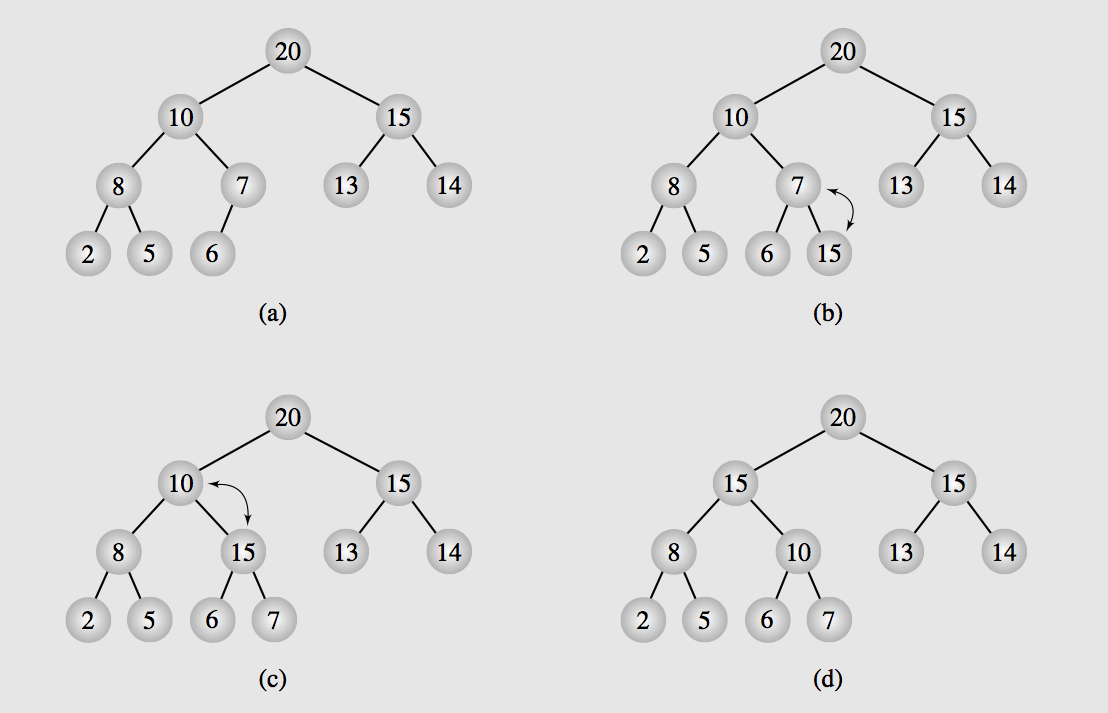 20 20
10 15 10 15
8 7 13 14 8 7 13 14
2 5 6 2 5 6 15
(a) (b)
20 20
10 15 15 15
8 15 13 14 8 10 13 14
2 5 6 7 2 5 6 7
(c) (d)